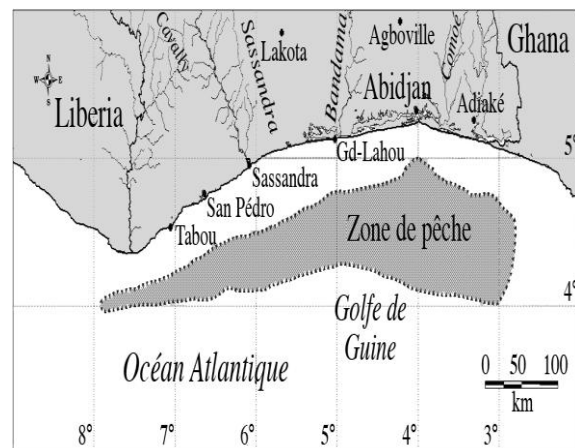 N
W E
S
Cavally
Sassandra
Lakota
Bandama
Agboville
Comoé
Ghana
Liberia
Abidjan
Adiaké
Gd-Lahou
5°
Sassandra
San Pédro
Tabou
Zone de pêche
4°
Golfe de
Guine
Océan Atlantique
0 50 100
km
8° 7° 6° 5° 4° 3°